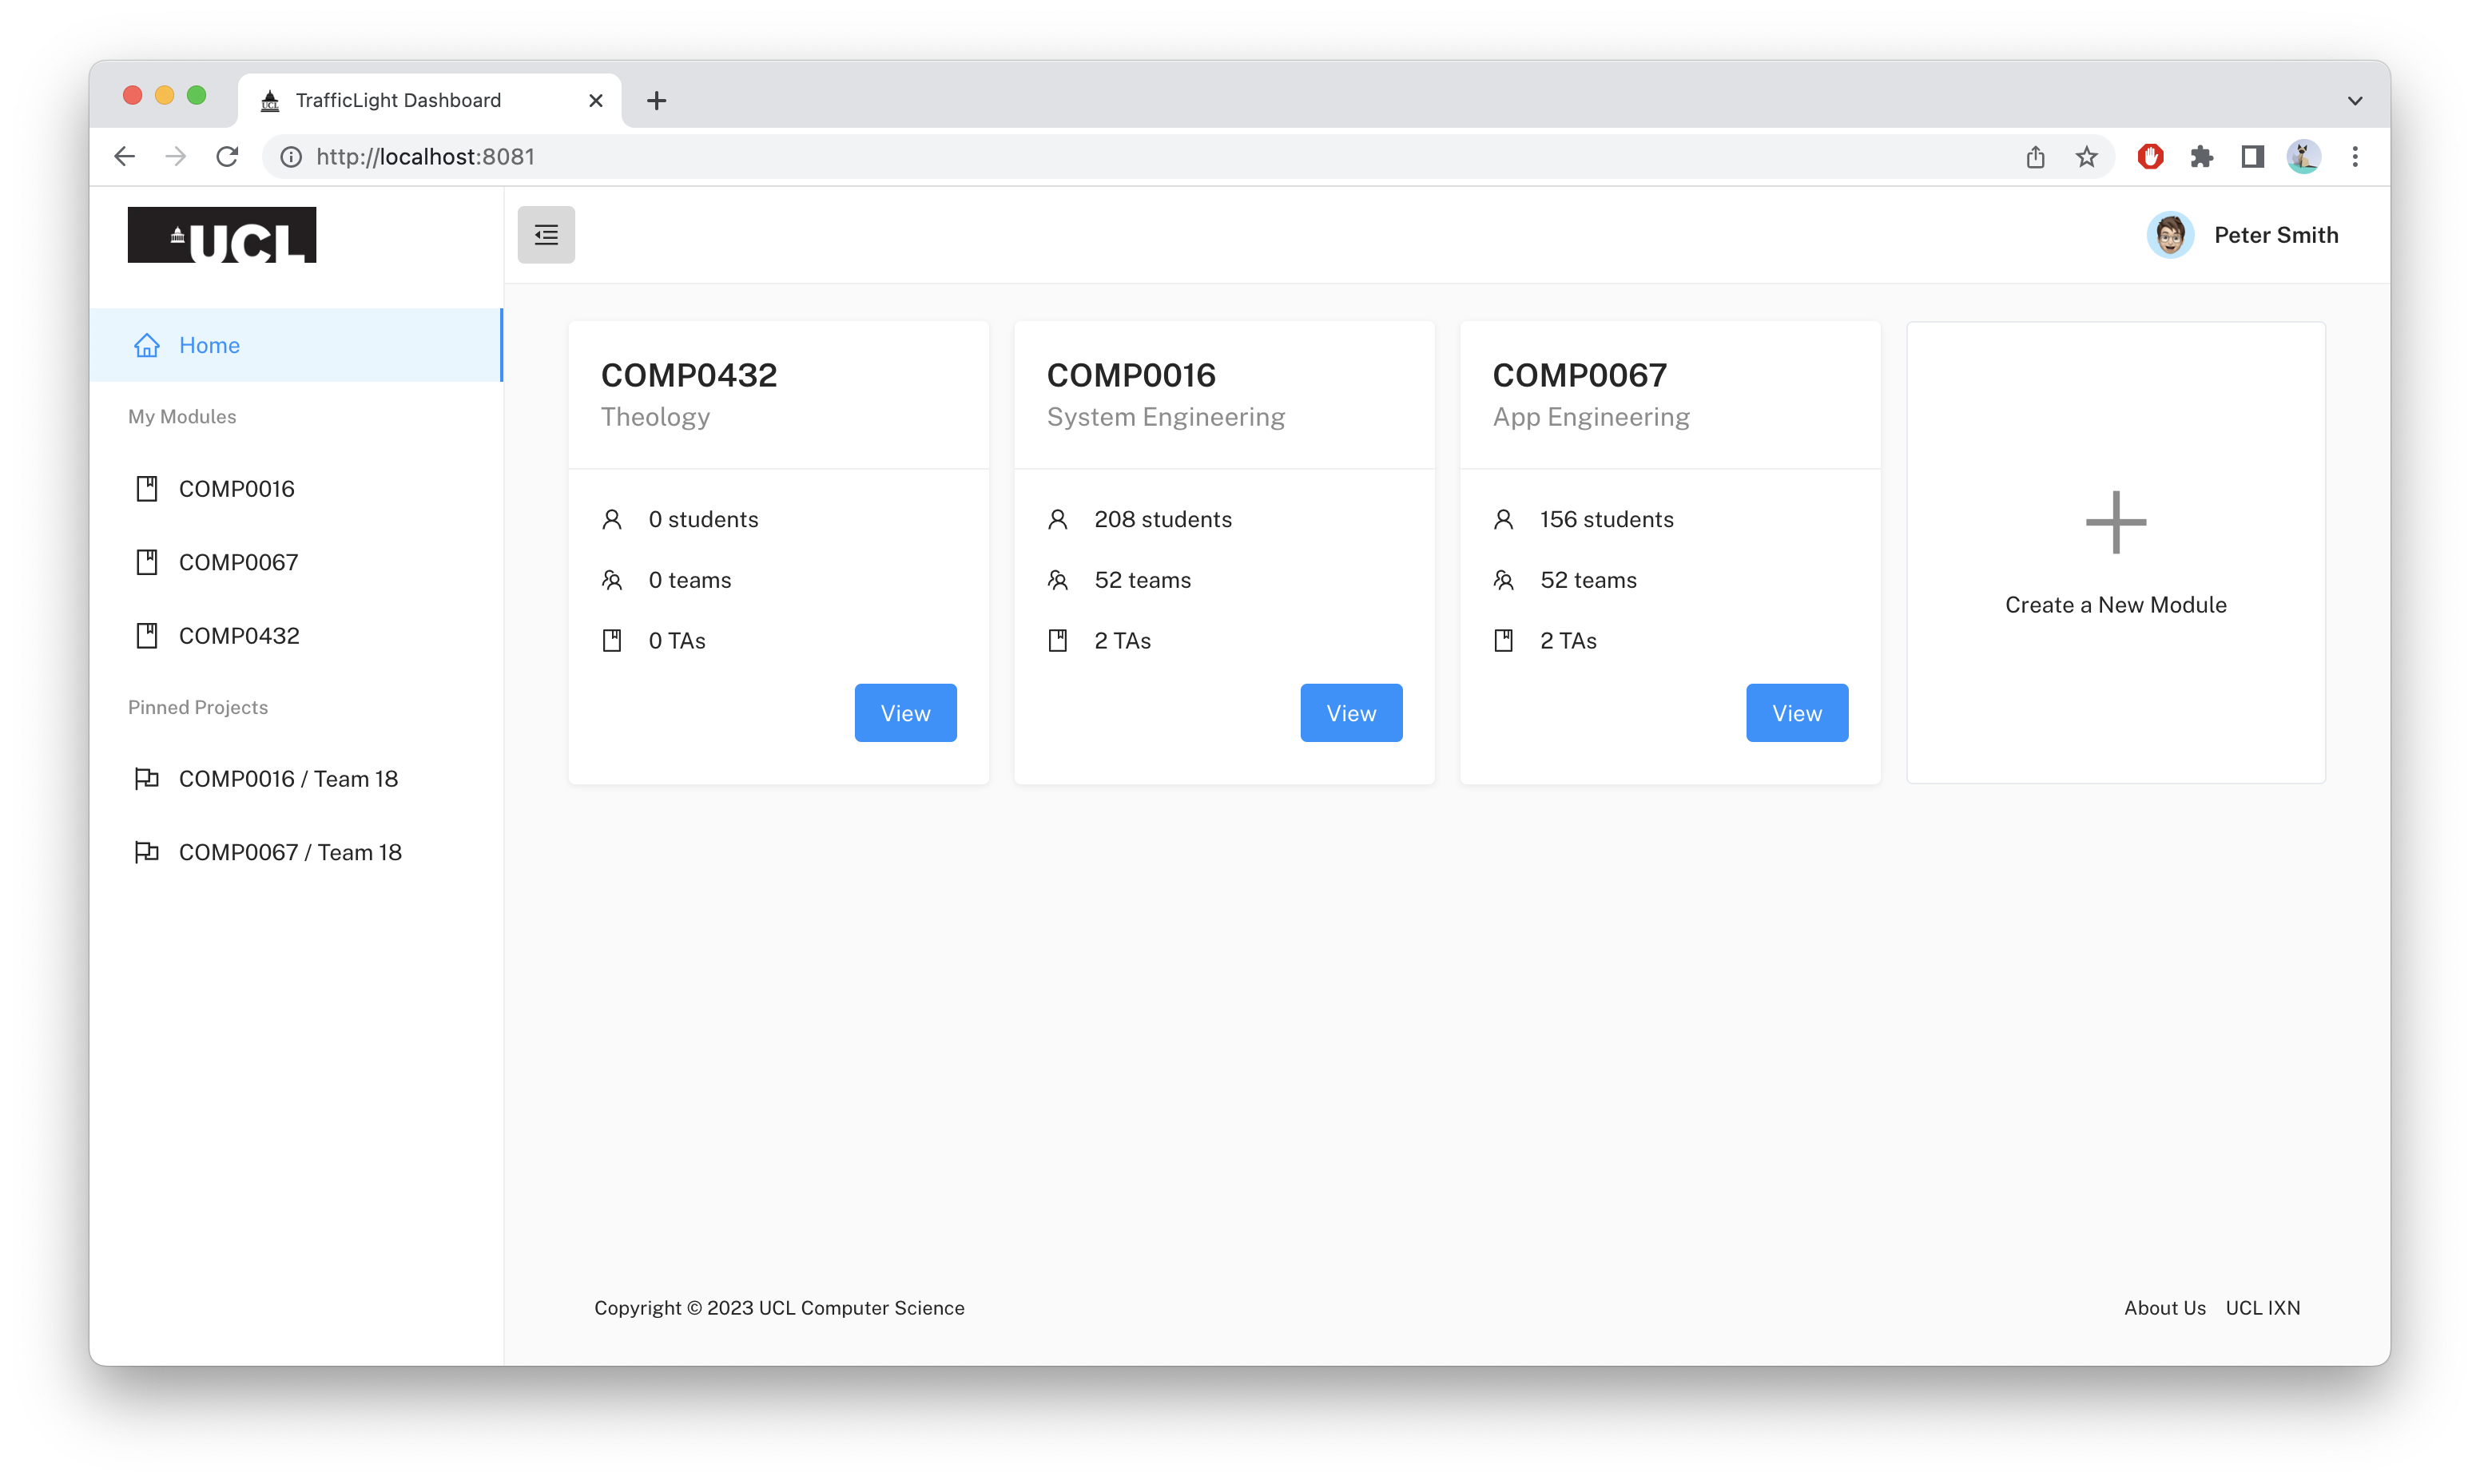 TrafficLight Dashboard
http://localhost:8081
UCL
Peter Smith
Home
My Modules
COMP0016
COMP0067
COMP0432
Pinned Projects
COMP0016 / Team 18
COMP0067 / Team 18
COMP0432
Theology
0 students
0 teams
0 TAs
View
COMP0016
System Engineering
208 students
52 teams
2 TAs
View
COMP0067
App Engineering
156 students
52 teams
2 TAs
View
Create a New Module
Copyright © 2023 UCL Computer Science
About Us UCL IXN